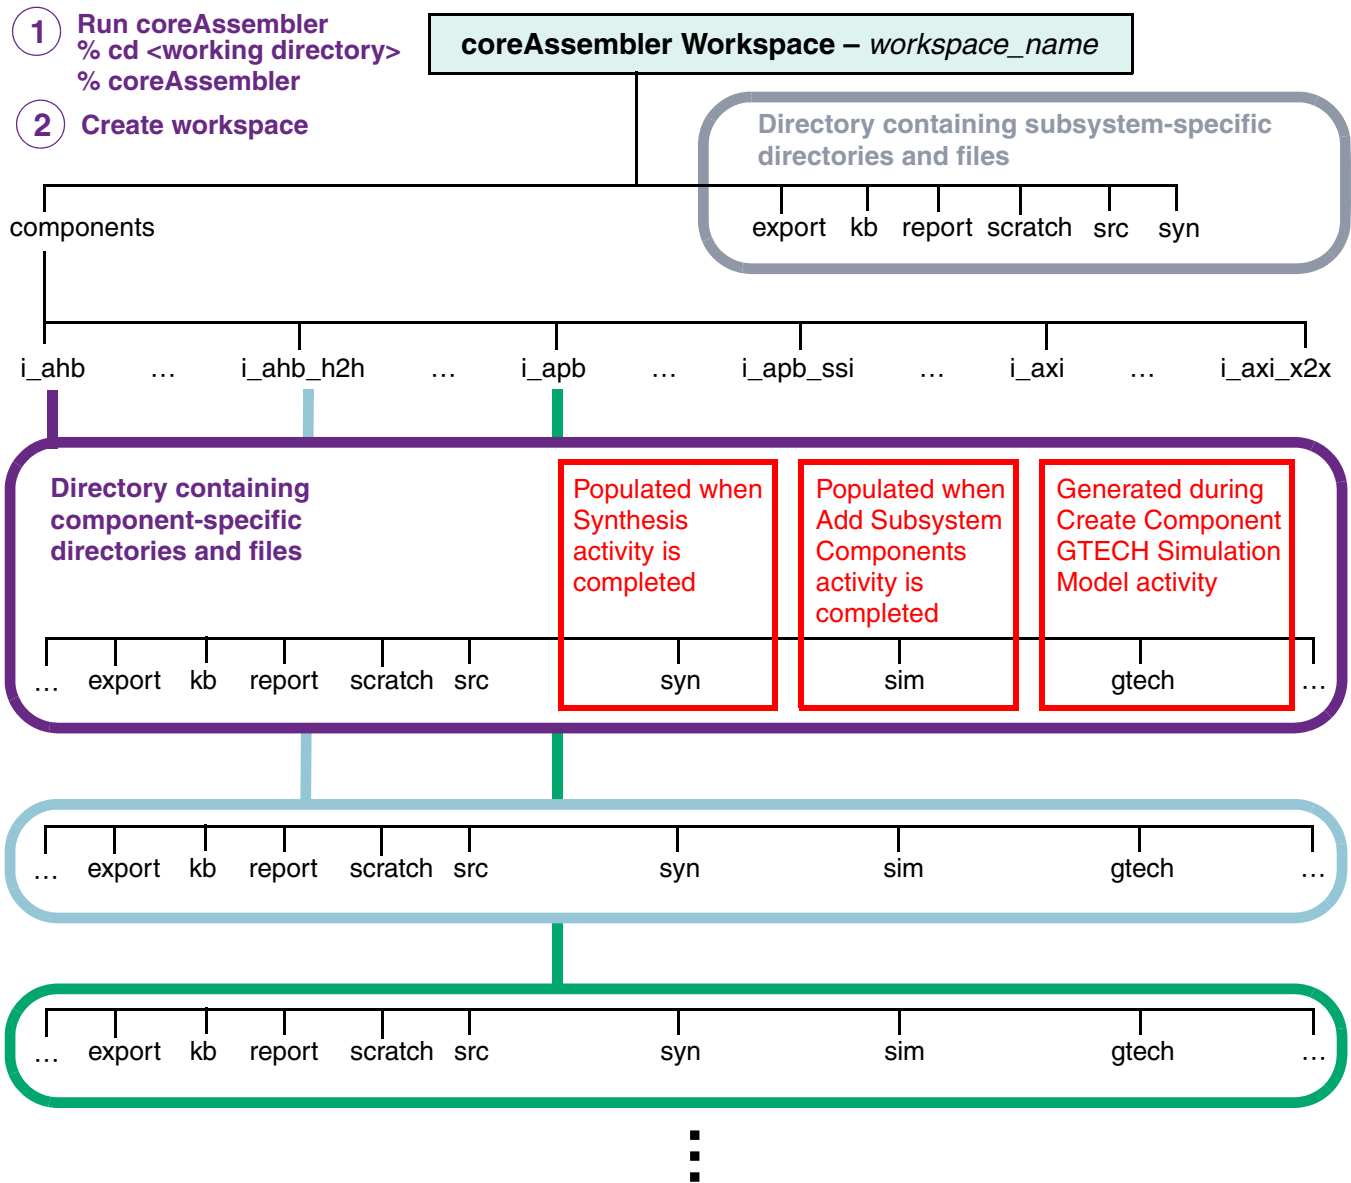 1 Run coreAssembler
% cd <working directory>
% coreAssembler
2 Create workspace
coreAssembler Workspace – workspace_name
Directory containing subsystem-specific
directories and files
export kb report scratch src syn
components
i_ahb ... i_ahb_h2h ... i_apb ... i_apb_ssi ... i_axi ... i_axi_x2x
Directory containing
component-specific
directories and files
Populated when
Synthesis
activity is
completed
Populated when
Add Subsystem
Components
activity is
completed
Generated during
Create Component
GTECH Simulation
Model activity
... export kb report scratch src syn sim gtech ...
... export kb report scratch src syn sim gtech ...
... export kb report scratch src syn sim gtech ...